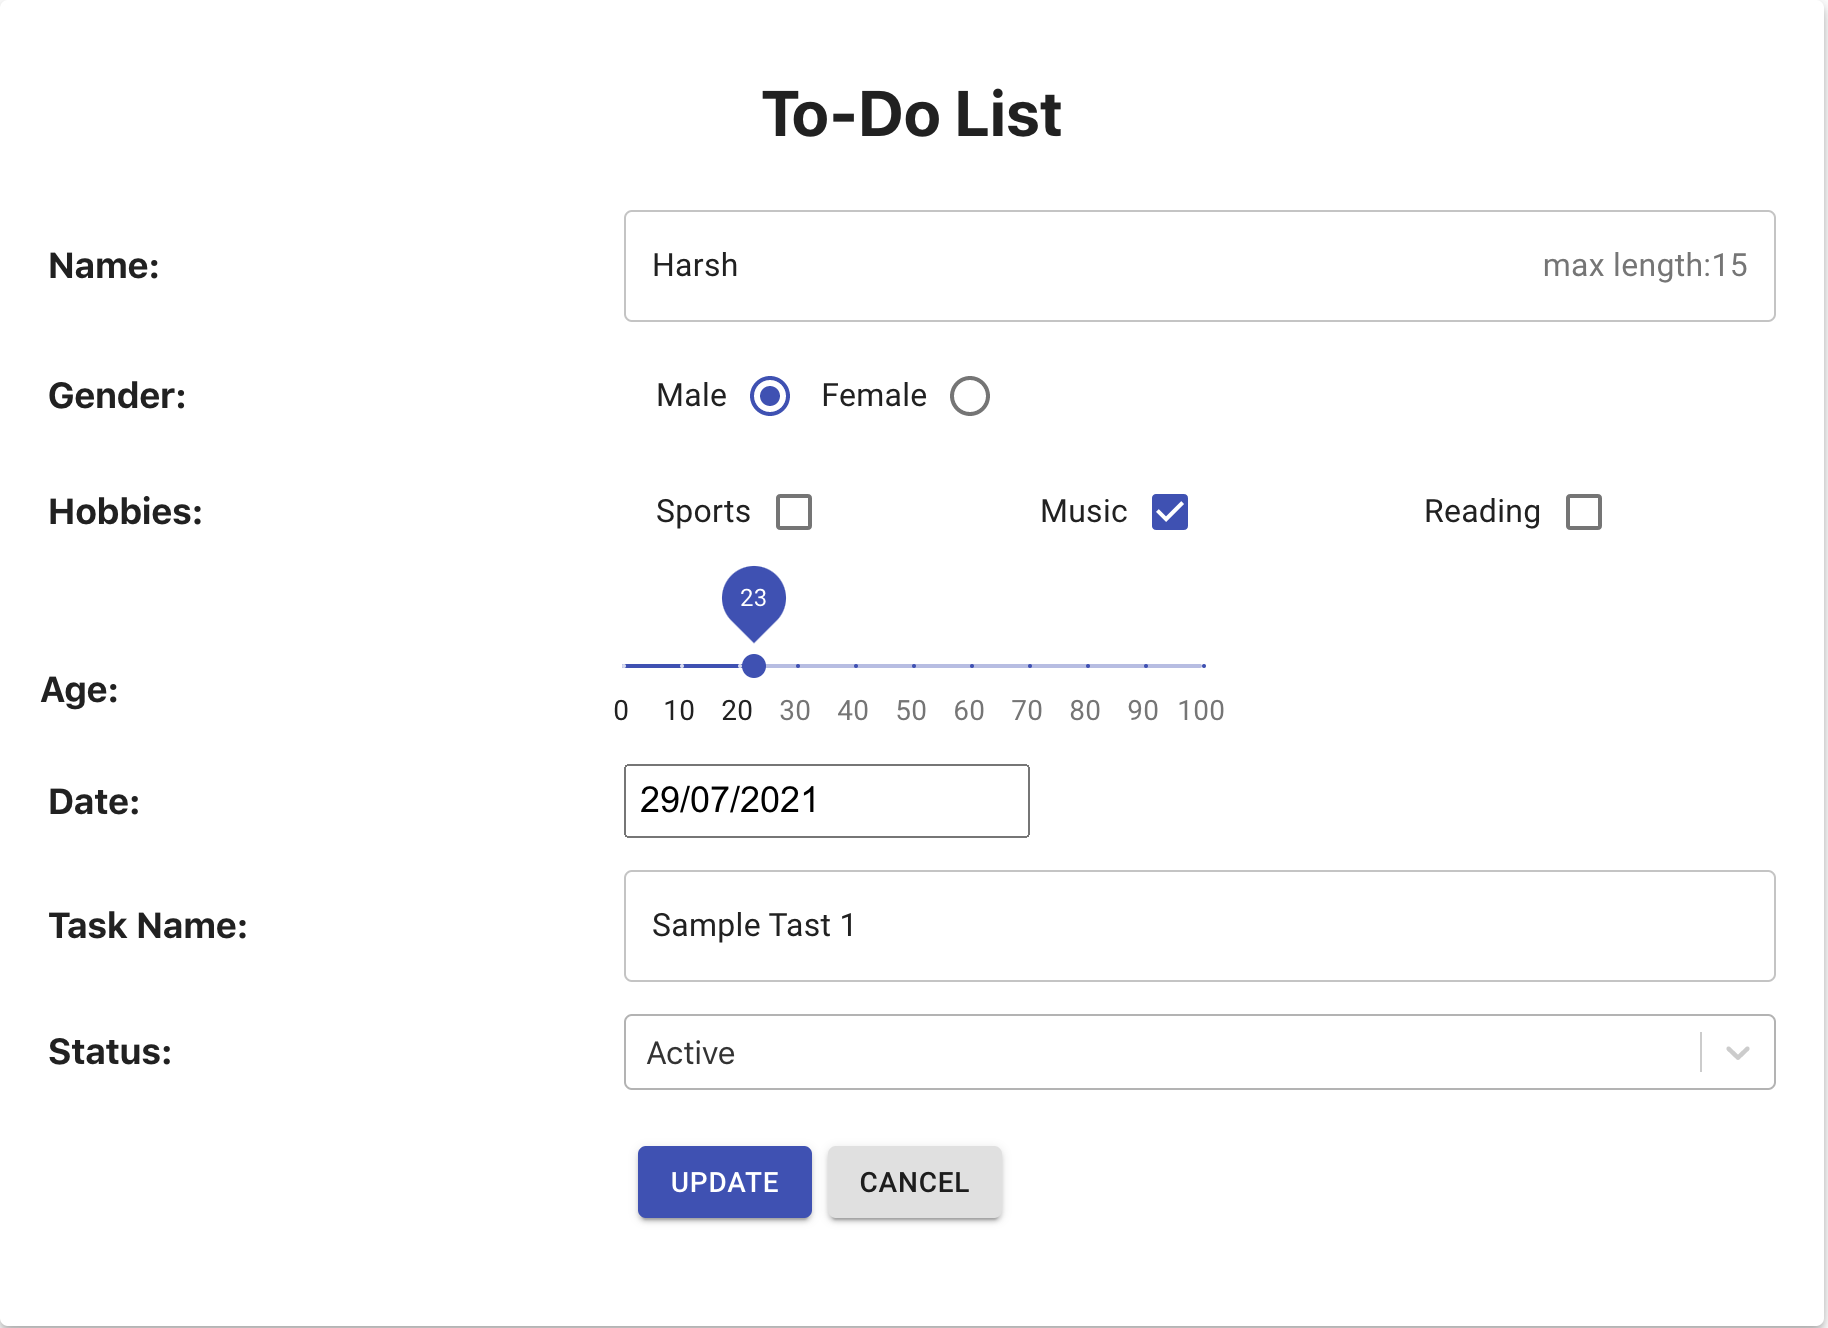 To-Do List
Name: Harsh max length:15
Gender: Male Female
Hobbies: Sports Music Reading
23
Age:
0 10 20 30 40 50 60 70 80 90 100
Date: 29/07/2021
Task Name: Sample Tast 1
Status: Active
UPDATE CANCEL